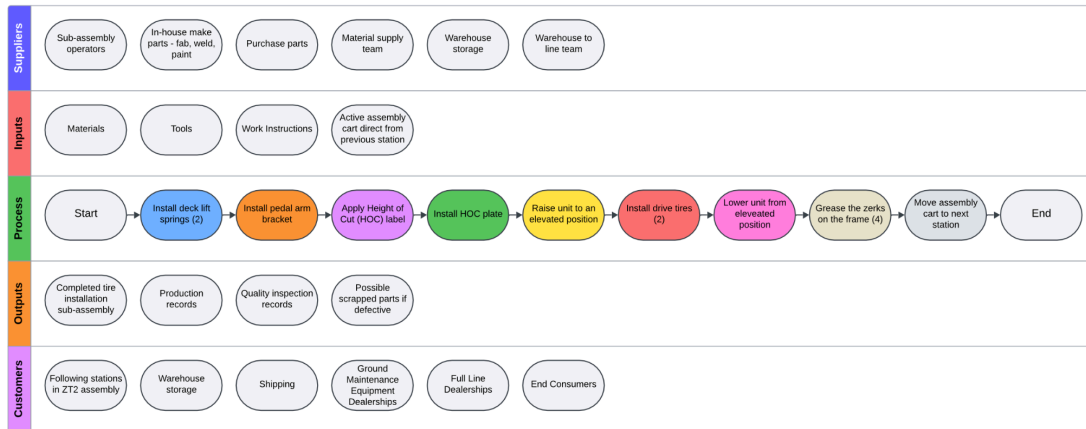 Suppliers
Sub-assembly
operators
In-house make
parts - fab, weld,
paint
Purchase parts
Material supply
team
Warehouse
storage
Warehouse to
line team
Inputs
Materials
Tools
Work Instructions
Active assembly
cart direct from
previous station
Process
Start
Install deck lift
springs (2)
Install pedal arm
bracket
Apply Height of
Cut (HOC) label
Install HOC plate
Raise unit to an
elevated position
Install drive tires
(2)
Lower unit from
eleveated
position
Grease the zerks
on the frame (4)
Move assembly
cart to next
station
End
Outputs
Completed tire
installation
sub-assembly
Production
records
Quality inspection
records
Possible
scrapped parts if
defective
Customers
Following stations
in ZT2 assembly
Warehouse
storage
Shipping
Ground
Maintenance
Equipment
Dealerships
Full Line
Dealerships
End Consumers